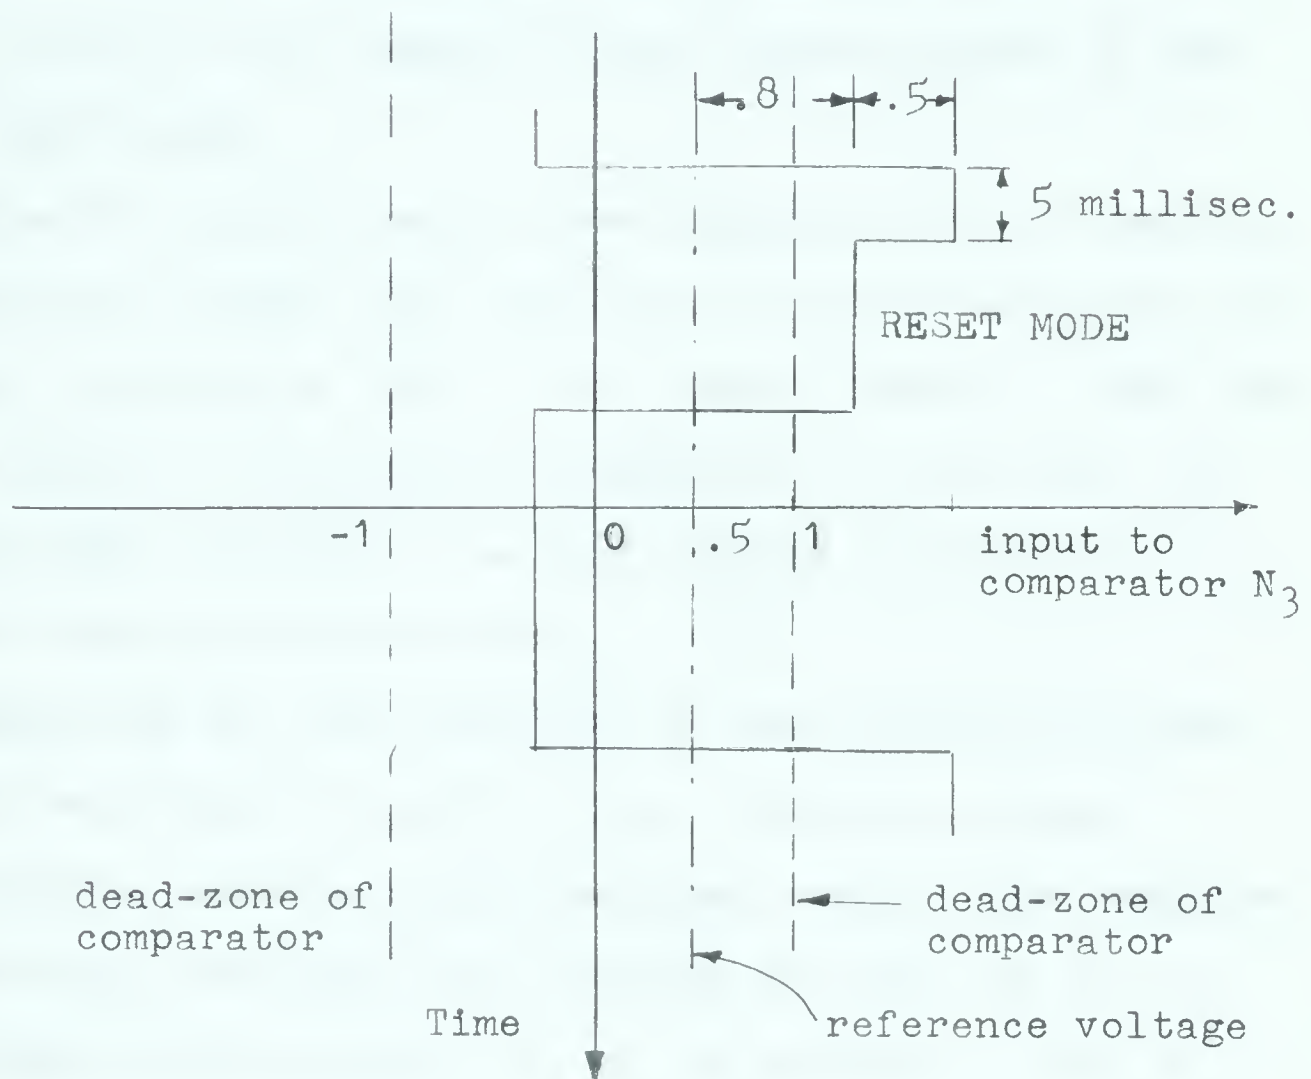 .8
.5
5 millisec.
RESET MODE
-1
0
.5
1
input to
comparator N3
dead-zone of
comparator
dead-zone of
comparator
Time
reference voltage